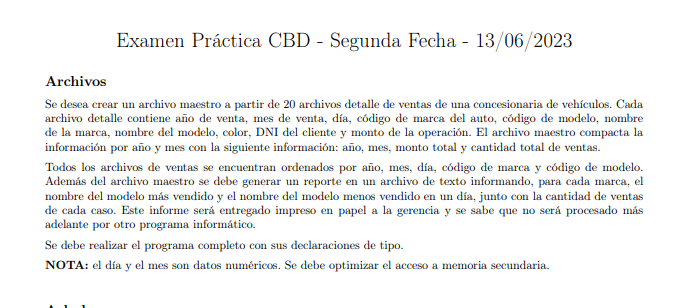 Examen Práctica CBD - Segunda Fecha - 13/06/2023
Archivos
Se desea crear un archivo maestro a partir de 20 archivos detalle de ventas de una concesionaria de vehículos. Cada
archivo detalle contiene año de venta, mes de venta, día, código de marca del auto, código de modelo, nombre
de la marca, nombre del modelo, color, DNI del cliente y monto de la operación. El archivo maestro compacta la
información por año y mes con la siguiente información: año, mes, monto total y cantidad total de ventas.
Todos los archivos de ventas se encuentran ordenados por año, mes, día, código de marca y código de modelo.
Además del archivo maestro se debe generar un reporte en un archivo de texto informando, para cada marca, el
nombre del modelo más vendido y el nombre del modelo menos vendido en un día, junto con la cantidad de ventas
de cada caso. Este informe será entregado impreso en papel a la gerencia y se sabe que no será procesado más
adelante por otro programa informático.
Se debe realizar el programa completo con sus declaraciones de tipo.
NOTA: el día y el mes son datos numéricos. Se debe optimizar el acceso a memoria secundaria.